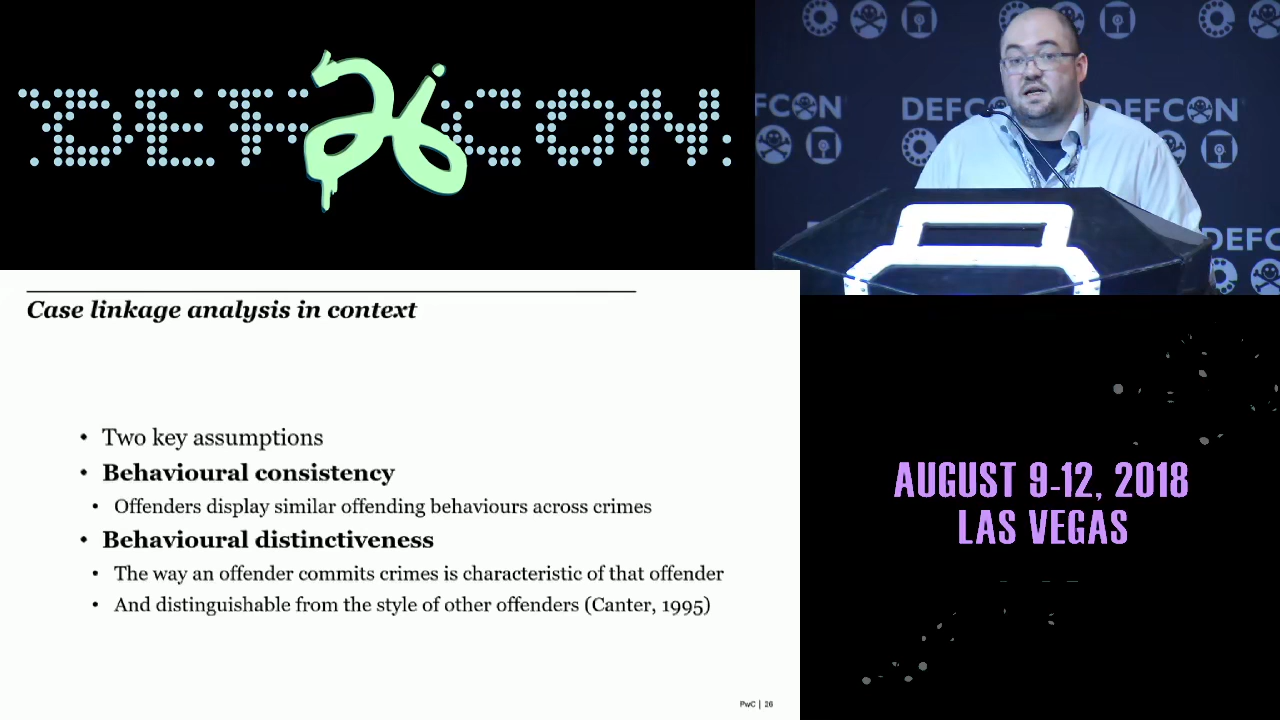 DEF 26 CON
DEFCON
DEFCON
Case linkage analysis in context
• Two key assumptions
• Behavioural consistency
• Offenders display similar offending behaviours across crimes
• Behavioural distinctiveness
• The way an offender commits crimes is characteristic of that offender
• And distinguishable from the style of other offenders (Canter, 1995)
PwC | 26
AUGUST 9-12, 2018
LAS VEGAS